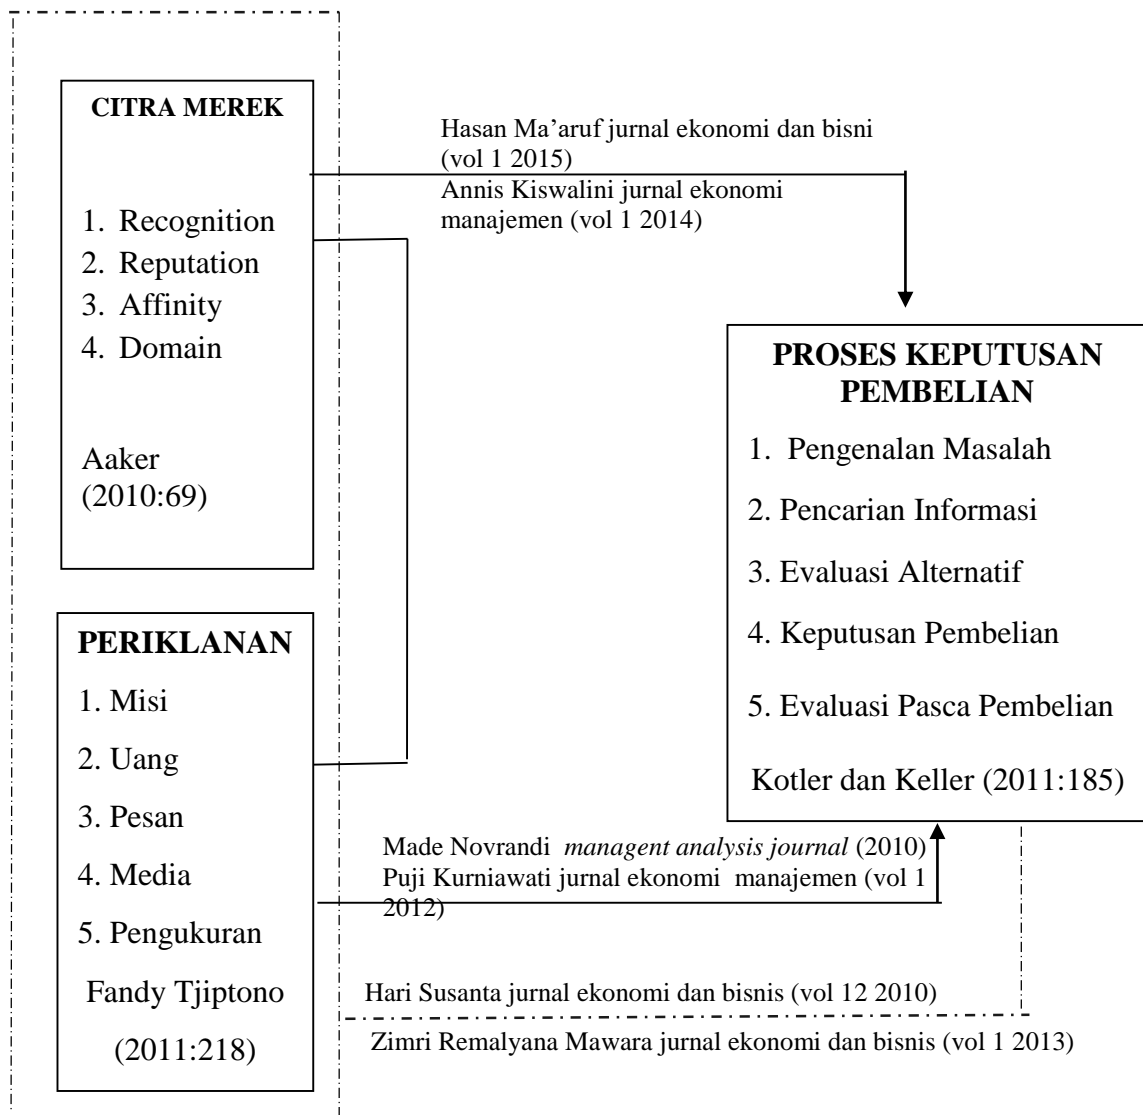 CITRA MEREK
1. Recognition
2. Reputation
3. Affinity
4. Domain
Aaker
(2010:69)
Hasan Ma’aruf jurnal ekonomi dan bisni
(vol 1 2015)
Annis Kiswalini jurnal ekonomi
manajemen (vol 1 2014)
PROSES KEPUTUSAN
PEMBELIAN
1. Pengenalan Masalah
2. Pencarian Informasi
3. Evaluasi Alternatif
4. Keputusan Pembelian
5. Evaluasi Pasca Pembelian
Kotler dan Keller (2011:185)
PERIKLANAN
1. Misi
2. Uang
3. Pesan
4. Media
5. Pengukuran
Fandy Tjiptono
(2011:218)
Made Novrandi managent analysis journal (2010)
Puji Kurniawati jurnal ekonomi manajemen (vol 1
2012)
Hari Susanta jurnal ekonomi dan bisnis (vol 12 2010)
Zimri Remalyana Mawara jurnal ekonomi dan bisnis (vol 1 2013)